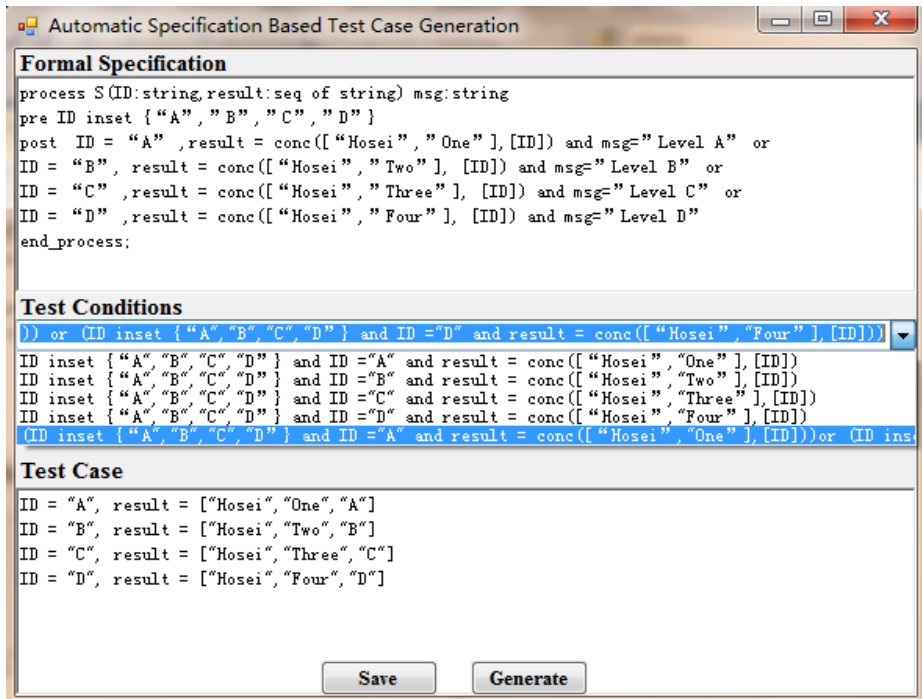 Automatic Specification Based Test Case Generation
Formal Specification
process S(ID:string,result:seq of string) msg:string
pre ID inset {"A”,”B”,”C”,”D”}
post ID = “A” ,result = conc([“Hosei”,”One”],[ID]) and msg=”Level A” or
ID = “B”, result = conc([“Hosei”,”Two”], [ID]) and msg=”Level B” or
ID = “C” ,result = conc([“Hosei”,”Three”], [ID]) and msg=”Level C” or
ID = “D” ,result = conc([“Hosei”,”Four”], [ID]) and msg=”Level D”
end_process;
Test Conditions
)) or (ID inset {“A","B","C","D”} and ID ="D" and result = conc([“Hosei”,"Four”],[ID]))
ID inset {“A","B","C","D”} and ID ="A" and result = conc([“Hosei”,"One”],[ID])
ID inset {“A","B","C","D”} and ID ="B" and result = conc([“Hosei”,"Two”],[ID])
ID inset {“A","B","C","D”} and ID ="C" and result = conc([“Hosei”,"Three”],[ID])
ID inset {“A","B","C","D”} and ID ="D" and result = conc([“Hosei”,"Four”],[ID])
(ID inset {“A","B","C","D”} and ID ="A" and result = conc([“Hosei”,"One”],[ID]))or (ID inse
Test Case
ID = "A", result = ["Hosei","One","A"]
ID = "B", result = ["Hosei","Two","B"]
ID = "C", result = ["Hosei","Three","C"]
ID = "D", result = ["Hosei","Four","D"]
Save Generate